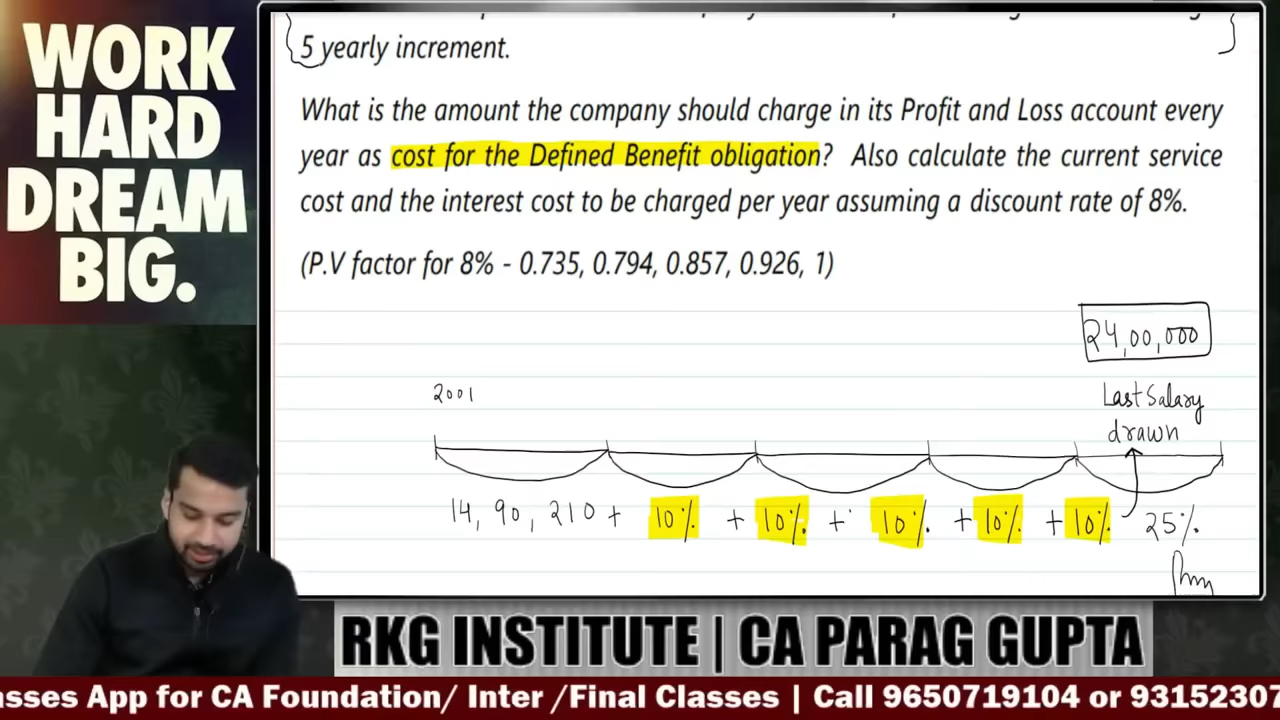 WORK
HARD
DREAM
BIG.
5 yearly increment.
What is the amount the company should charge in its Profit and Loss account every
year as cost for the Defined Benefit obligation? Also calculate the current service
cost and the interest cost to be charged per year assuming a discount rate of 8%.
(P.V factor for 8% - 0.735, 0.794, 0.857, 0.926, 1)
24,00,000
2001
Last Salary
drawn
14, 90, 210 + 10% + 10% + 10% + 10% + 10% 25%
RKG INSTITUTE | CA PARAG GUPTA
asses App for CA Foundation/ Inter /Final Classes | Call 9650719104 or 93152307